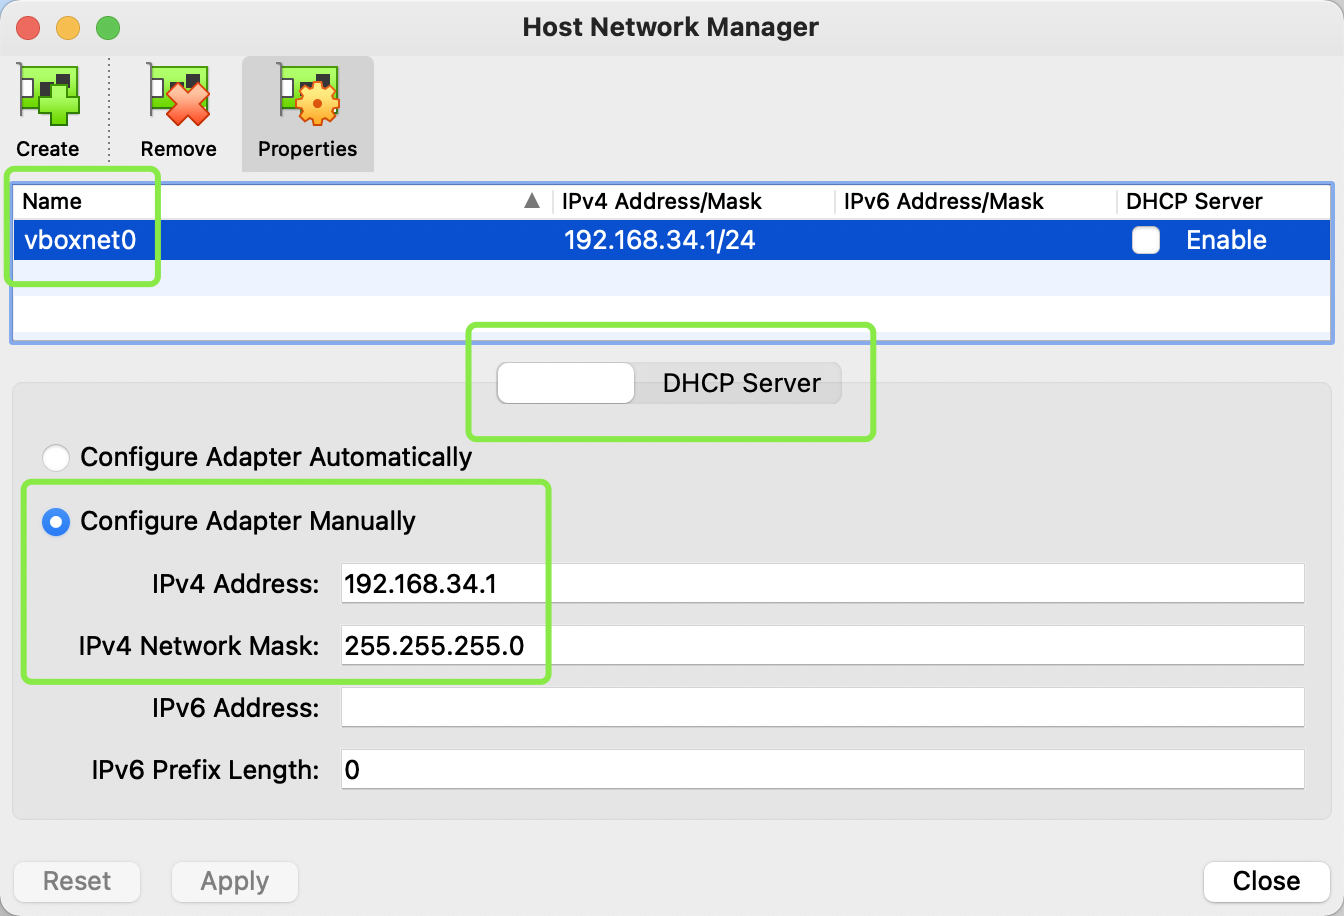 Host Network Manager
Create Remove Properties
Name IPv4 Address/Mask IPv6 Address/Mask DHCP Server
vboxnet0 192.168.34.1/24 Enable
DHCP Server
Configure Adapter Automatically
Configure Adapter Manually
IPv4 Address: 192.168.34.1
IPv4 Network Mask: 255.255.255.0
IPv6 Address:
IPv6 Prefix Length: 0
Reset Apply Close